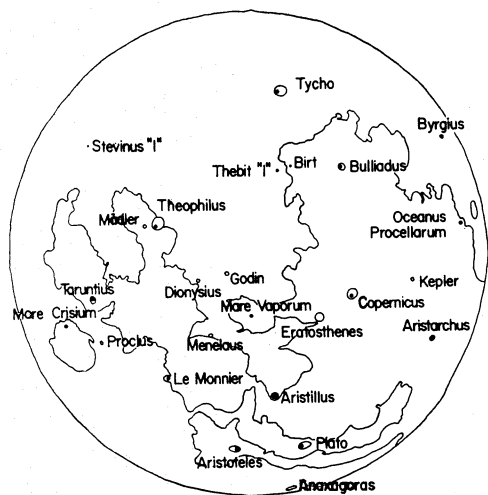 Tycho
Byrgius
Stevinus "I"
Thebit "I"
Birt
Bulliadus
Theophilus
Mädler
Oceanus
Procellarum
Godin
Kepler
Dionysius
Taruntius
Mare Vaporum
Copernicus
Mare Crisium
Eratosthenes
Aristarchus
Proclus
Menelaus
Le Monnier
Aristillus
Plato
Aristoteles
Anaxagoras